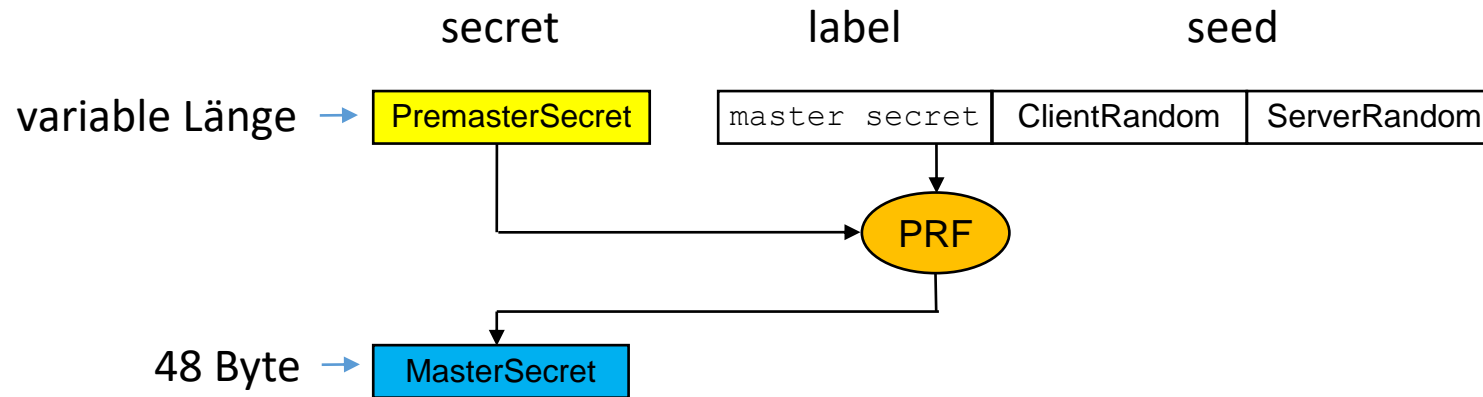 secret label seed
variable Länge PremasterSecret master secret ClientRandom ServerRandom
PRF
48 Byte MasterSecret